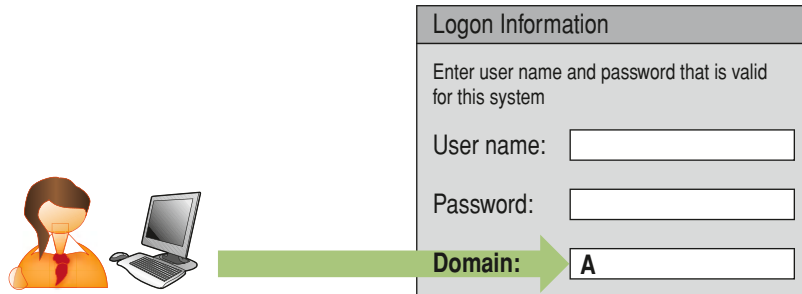 Logon Information
Enter user name and password that is valid
for this system
User name:
Password:
Domain: A